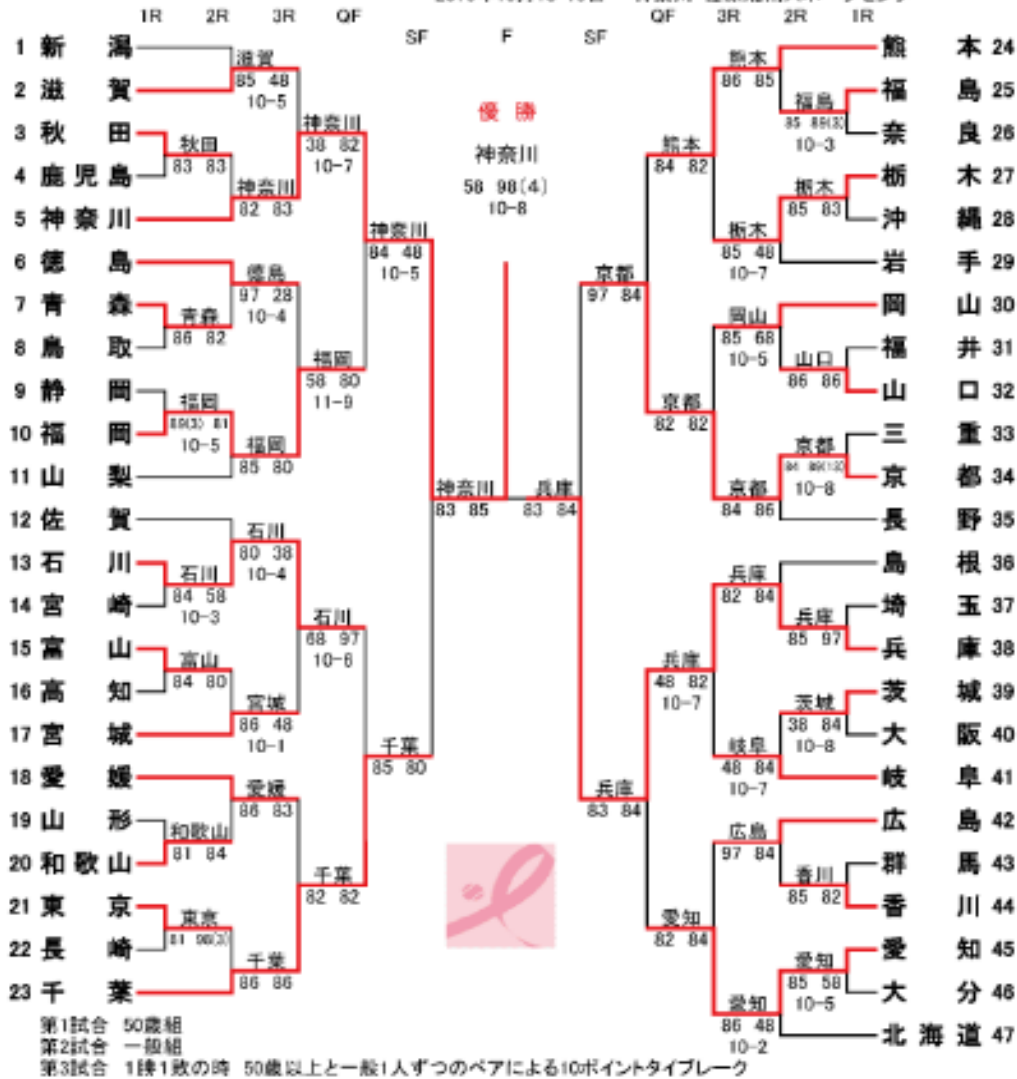 1R 2R 3R QF SF F SF QF 3R 2R 1R
優勝
神奈川
58 98(4)
10-8
1 新潟
2 滋賀
3 秋田
4 鹿児島
5 神奈川
6 徳島
7 青森
8 鳥取
9 静岡
10 福岡
11 山梨
12 佐賀
13 石川
14 宮崎
15 富山
16 高知
17 宮城
18 愛媛
19 山形
20 和歌山
21 東京
22 長崎
23 千葉
秋田
83 83
青森
86 82
福岡
89(3) 81
10-5
石川
84 58
10-3
富山
84 80
和歌山
81 84
東京
81 98(3)
滋賀
85 48
10-5
神奈川
82 83
徳島
97 28
10-4
福岡
85 80
石川
80 38
10-4
宮城
86 48
10-1
愛媛
86 83
千葉
86 86
神奈川
38 82
10-7
福岡
58 80
11-9
石川
68 97
10-6
千葉
82 82
神奈川
84 48
10-5
千葉
85 80
神奈川
83 85
兵庫
83 84
京都
97 84
兵庫
83 84
熊本
84 82
京都
82 82
兵庫
48 82
10-7
愛知
82 84
熊本
86 85
栃木
85 48
10-7
岡山
85 68
10-5
京都
84 86
兵庫
82 84
岐阜
48 84
10-7
広島
97 84
愛知
86 48
10-2
福島
85 89(3)
10-3
栃木
85 83
山口
86 86
京都
84 89(13)
10-8
兵庫
85 97
茨城
38 84
10-8
香川
85 82
愛知
85 58
10-5
熊本 24
福島 25
奈良 26
栃木 27
沖縄 28
岩手 29
岡山 30
福井 31
山口 32
三重 33
京都 34
長野 35
島根 36
埼玉 37
兵庫 38
茨城 39
大阪 40
岐阜 41
広島 42
群馬 43
香川 44
愛知 45
大分 46
北海道 47
第1試合 50歳組
第2試合 一般組
第3試合 1勝1敗の時 50歳以上と一般1人ずつのペアによる10ポイントタイブレーク